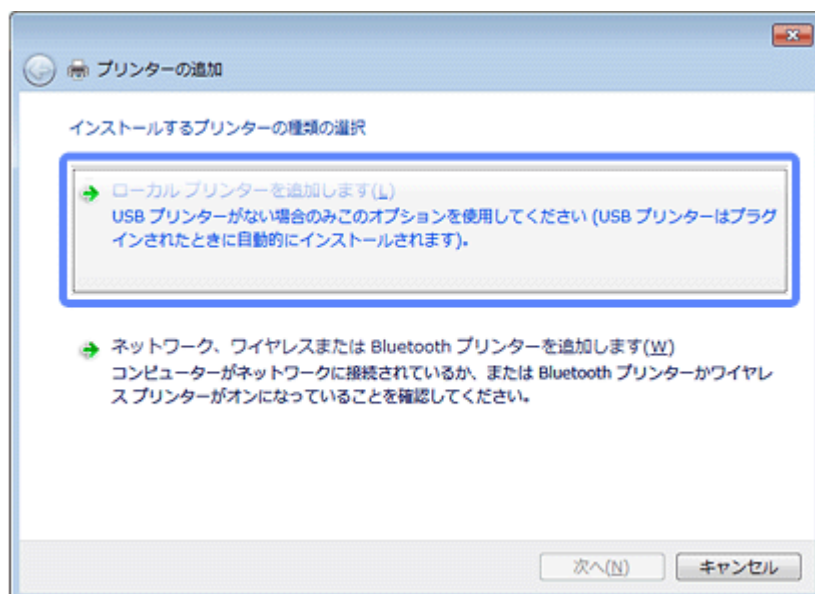 プリンターの追加
インストールするプリンターの種類の選択
ローカル プリンターを追加します(L)
USB プリンターがない場合のみこのオプションを使用してください (USB プリンターはプラグ
インされたときに自動的にインストールされます)。
ネットワーク、ワイヤレスまたは Bluetooth プリンターを追加します(W)
コンピューターがネットワークに接続されているか、または Bluetooth プリンターかワイヤレ
ス プリンターがオンになっていることを確認してください。
次へ(N) キャンセル